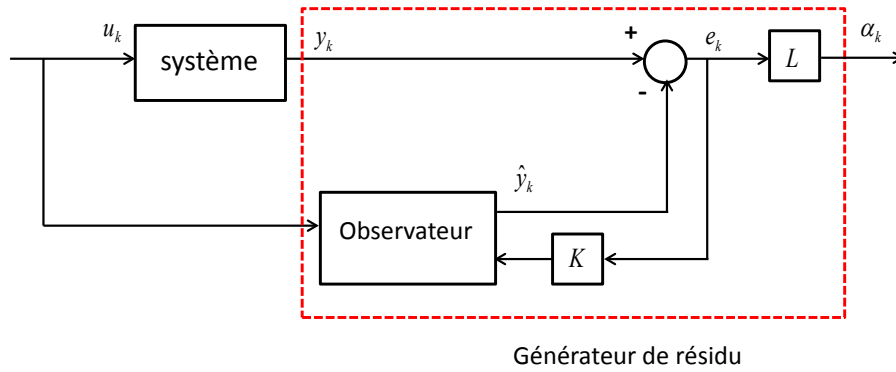 u_k
système
y_k
+
-
e_k
L
α_k
ŷ_k
Observateur
K
Générateur de résidu